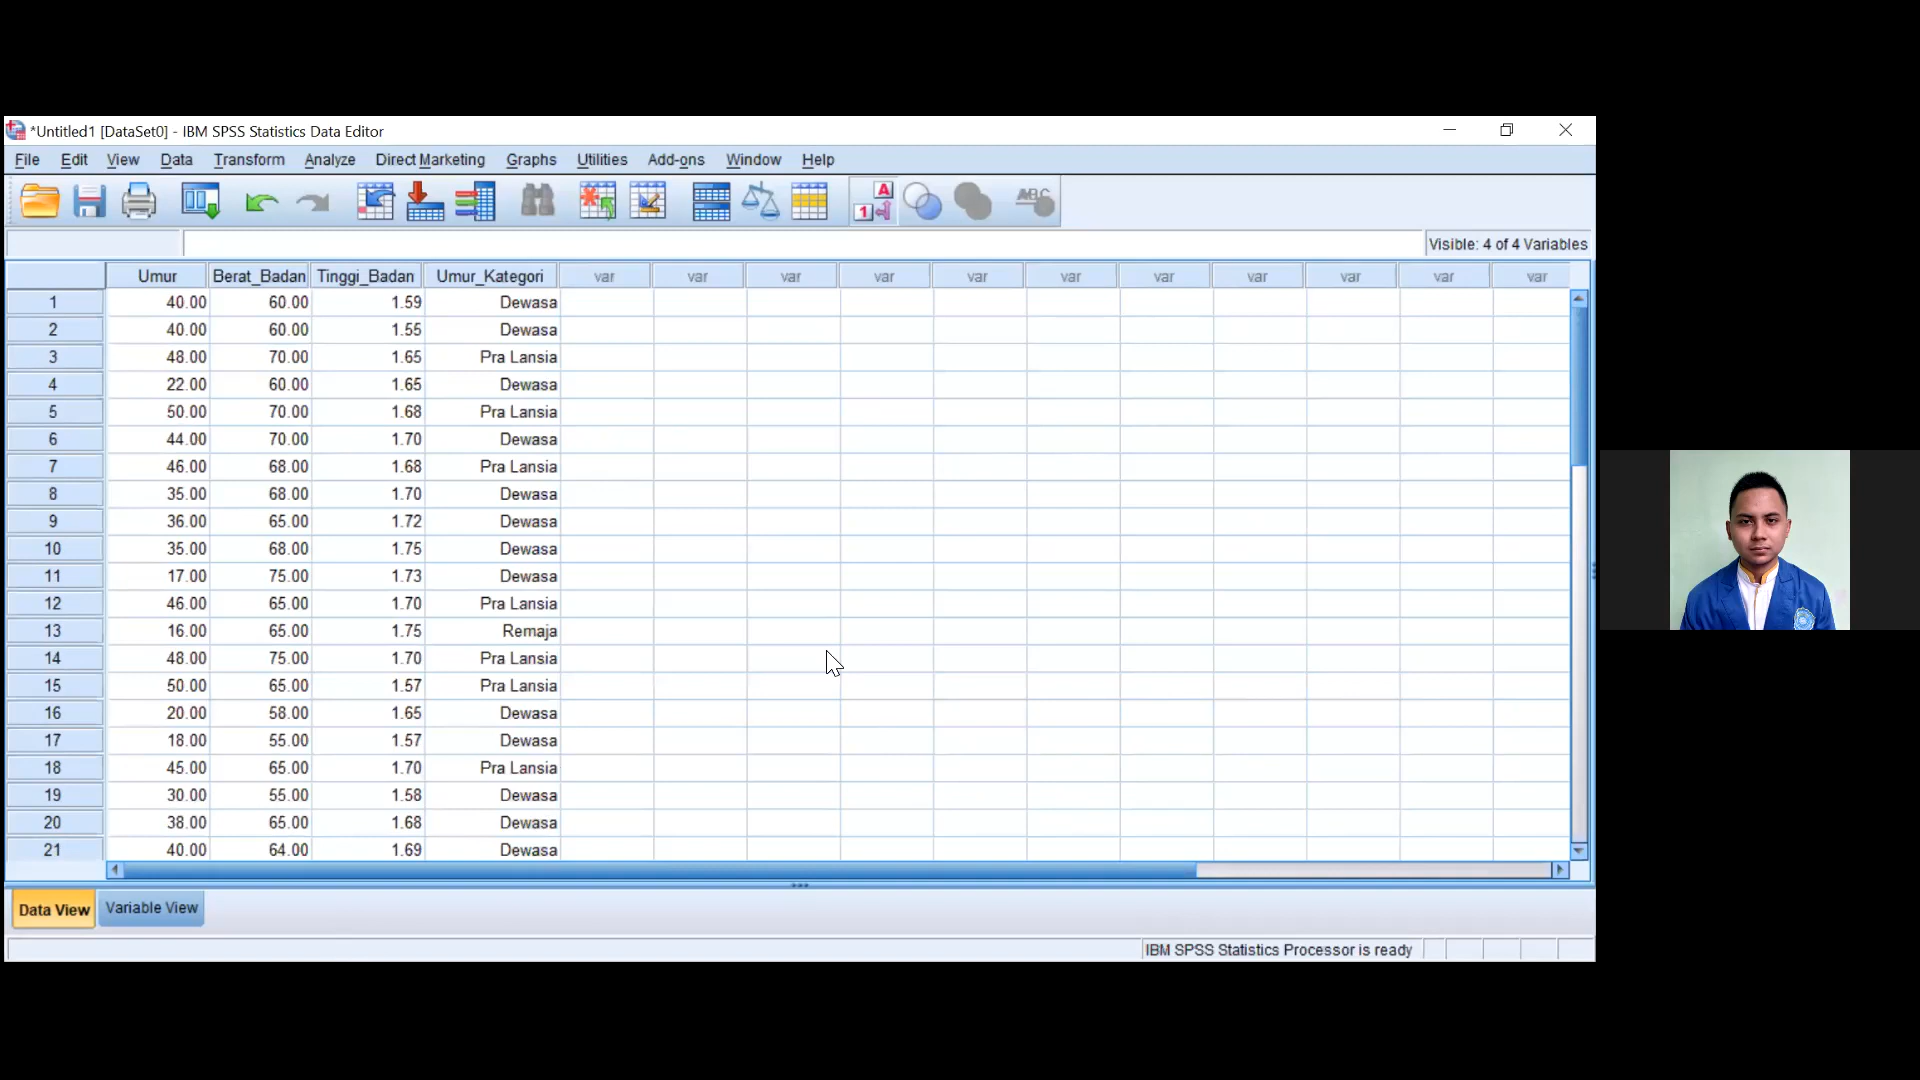 *Untitled1 [DataSet0] - IBM SPSS Statistics Data Editor
File Edit View Data Transform Analyze Direct Marketing Graphs Utilities Add-ons Window Help
A
1
ABC
Visible: 4 of 4 Variables
Umur Berat_Badan Tinggi_Badan Umur_Kategori var var var var var var var var var var var
1 40.00 60.00 1.59 Dewasa
2 40.00 60.00 1.55 Dewasa
3 48.00 70.00 1.65 Pra Lansia
4 22.00 60.00 1.65 Dewasa
5 50.00 70.00 1.68 Pra Lansia
6 44.00 70.00 1.70 Dewasa
7 46.00 68.00 1.68 Pra Lansia
8 35.00 68.00 1.70 Dewasa
9 36.00 65.00 1.72 Dewasa
10 35.00 68.00 1.75 Dewasa
11 17.00 75.00 1.73 Dewasa
12 46.00 65.00 1.70 Pra Lansia
13 16.00 65.00 1.75 Remaja
14 48.00 75.00 1.70 Pra Lansia
15 50.00 65.00 1.57 Pra Lansia
16 20.00 58.00 1.65 Dewasa
17 18.00 55.00 1.57 Dewasa
18 45.00 65.00 1.70 Pra Lansia
19 30.00 55.00 1.58 Dewasa
20 38.00 65.00 1.68 Dewasa
21 40.00 64.00 1.69 Dewasa
Data View Variable View
IBM SPSS Statistics Processor is ready